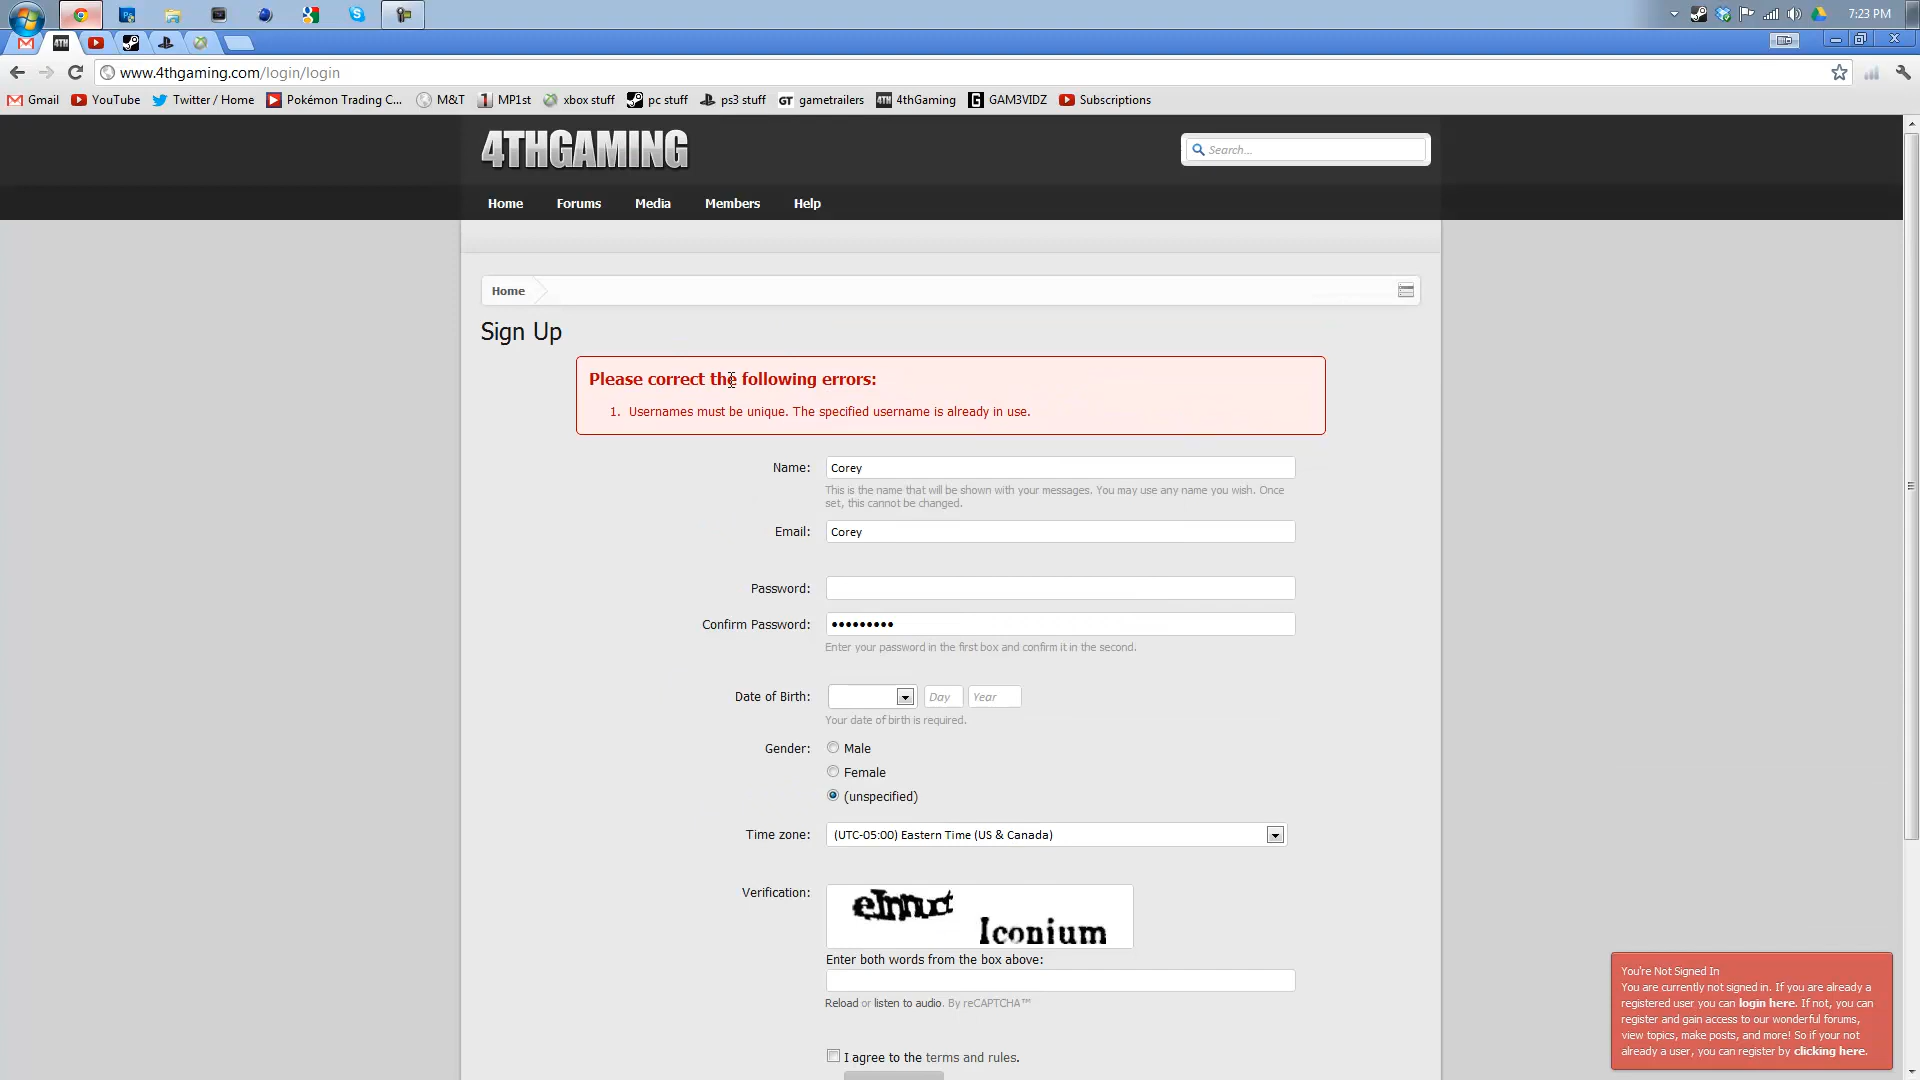 7:23 PM
www.4thgaming.com/login/login
Gmail YouTube Twitter / Home Pokémon Trading C... M&T MP1st xbox stuff pc stuff ps3 stuff gametrailers 4thGaming GAM3VIDZ Subscriptions
4THGAMING
Search...
Home Forums Media Members Help
Home
Sign Up
Please correct the following errors:
1. Usernames must be unique. The specified username is already in use.
Name: Corey
This is the name that will be shown with your messages. You may use any name you wish. Once
set, this cannot be changed.
Email: Corey
Password:
Confirm Password: •••••••••
Enter your password in the first box and confirm it in the second.
Date of Birth: Day Year
Your date of birth is required.
Gender: Male
Female
(unspecified)
Time zone: (UTC-05:00) Eastern Time (US & Canada)
Verification:
Iconium
Enter both words from the box above:
Reload or listen to audio. By reCAPTCHA™
I agree to the terms and rules.
You're Not Signed In
You are currently not signed in. If you are already a
registered user you can login here. If not, you can
register and gain access to our wonderful forums,
view topics, make posts, and more! So if your not
already a user, you can register by clicking here.